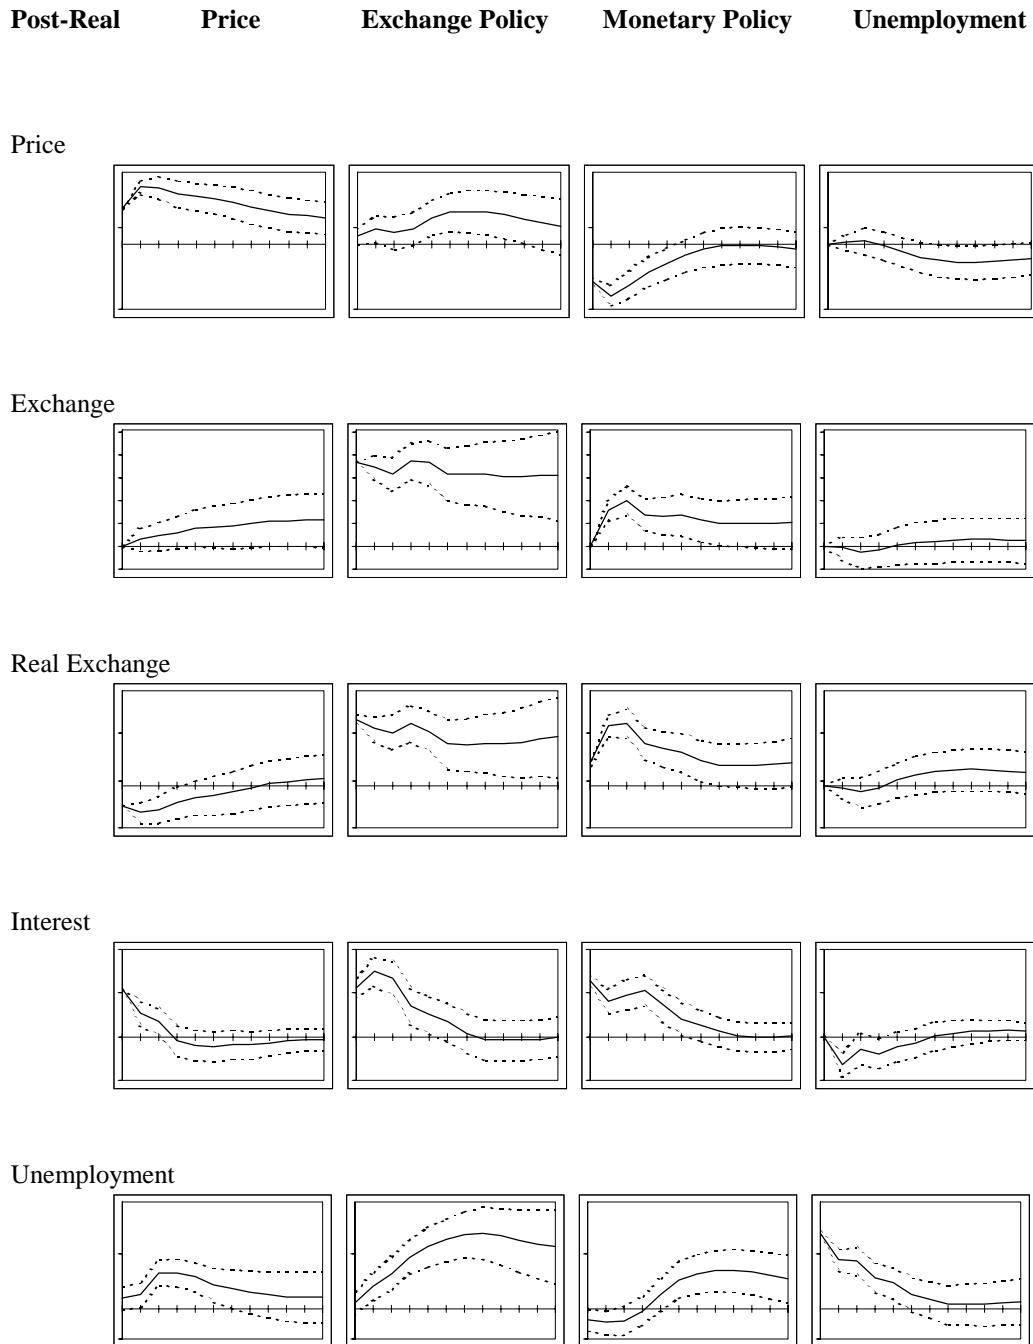 Post-Real Price Exchange Policy Monetary Policy Unemployment
Price
Exchange
Real Exchange
Interest
Unemployment